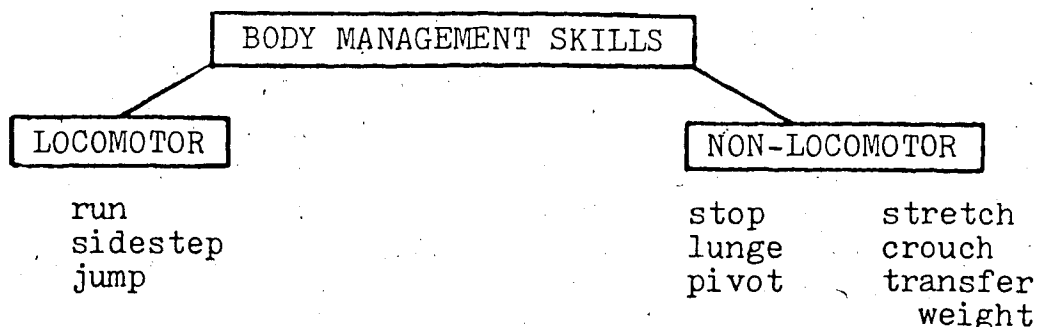 BODY MANAGEMENT SKILLS
LOCOMOTOR
NON-LOCOMOTOR
run
sidestep
jump
stop stretch
lunge crouch
pivot transfer
weight